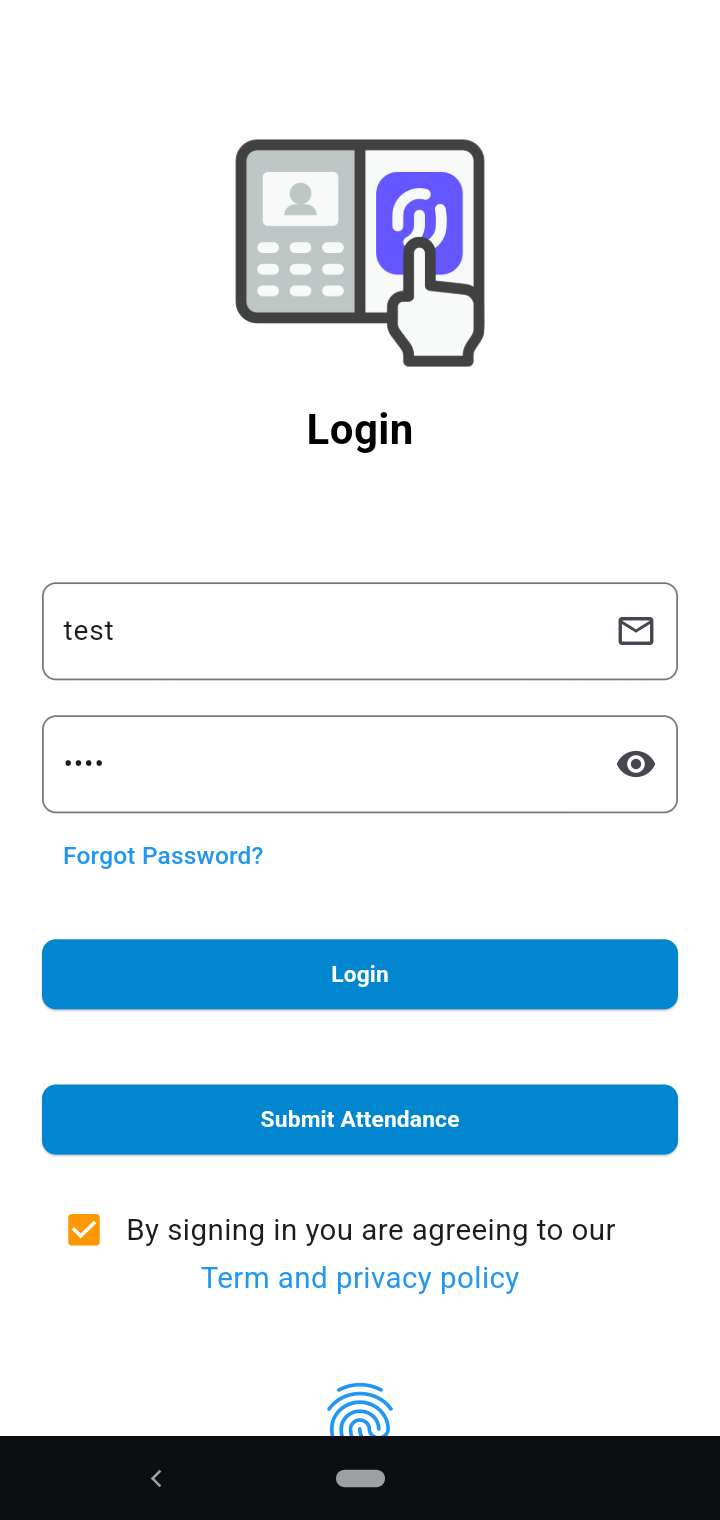 Login
test
••••
Forgot Password?
Login
Submit Attendance
By signing in you are agreeing to our
Term and privacy policy